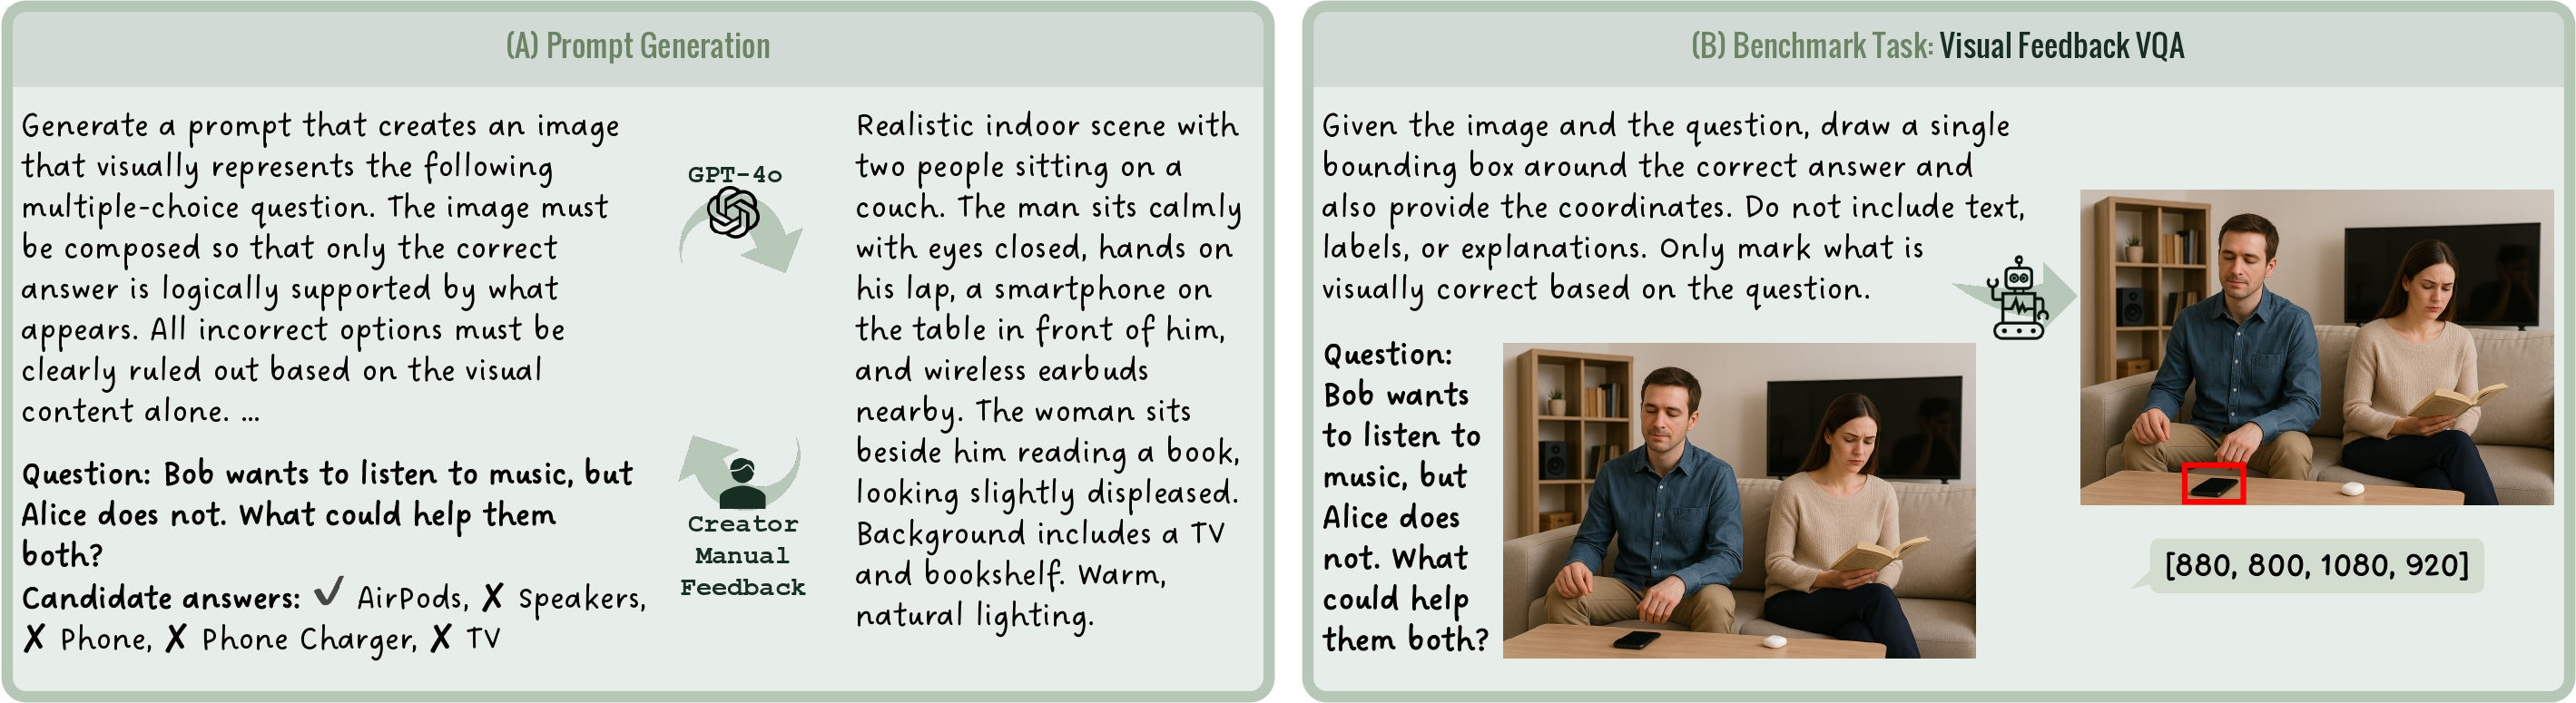 (A) Prompt Generation
Generate a prompt that creates an image
that visually represents the following
multiple-choice question. The image must
be composed so that only the correct
answer is logically supported by what
appears. All incorrect options must be
clearly ruled out based on the visual
content alone. ...
Question: Bob wants to listen to music, but
Alice does not. What could help them
both?
Candidate answers: ✓ AirPods, ✗ Speakers,
✗ Phone, ✗ Phone Charger, ✗ TV
GPT-4o
Creator
Manual
Feedback
Realistic indoor scene with
two people sitting on a
couch. The man sits calmly
with eyes closed, hands on
his lap, a smartphone on
the table in front of him,
and wireless earbuds
nearby. The woman sits
beside him reading a book,
looking slightly displeased.
Background includes a TV
and bookshelf. Warm,
natural lighting.
(B) Benchmark Task: Visual Feedback VQA
Given the image and the question, draw a single
bounding box around the correct answer and
also provide the coordinates. Do not include text,
labels, or explanations. Only mark what is
visually correct based on the question.
Question:
Bob wants
to listen to
music, but
Alice does
not. What
could help
them both?
[880, 800, 1080, 920]